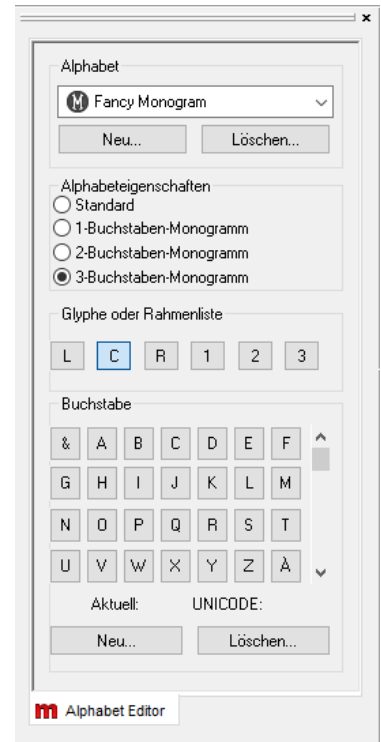 x
Alphabet
M Fancy Monogram
Neu... Löschen...
Alphabeteigenschaften
Standard
1-Buchstaben-Monogramm
2-Buchstaben-Monogramm
3-Buchstaben-Monogramm
Glyphe oder Rahmenliste
L C R 1 2 3
Buchstabe
& A B C D E F
G H I J K L M
N O P Q R S T
U V W X Y Z À
Aktuell: UNICODE:
Neu... Löschen...
m Alphabet Editor